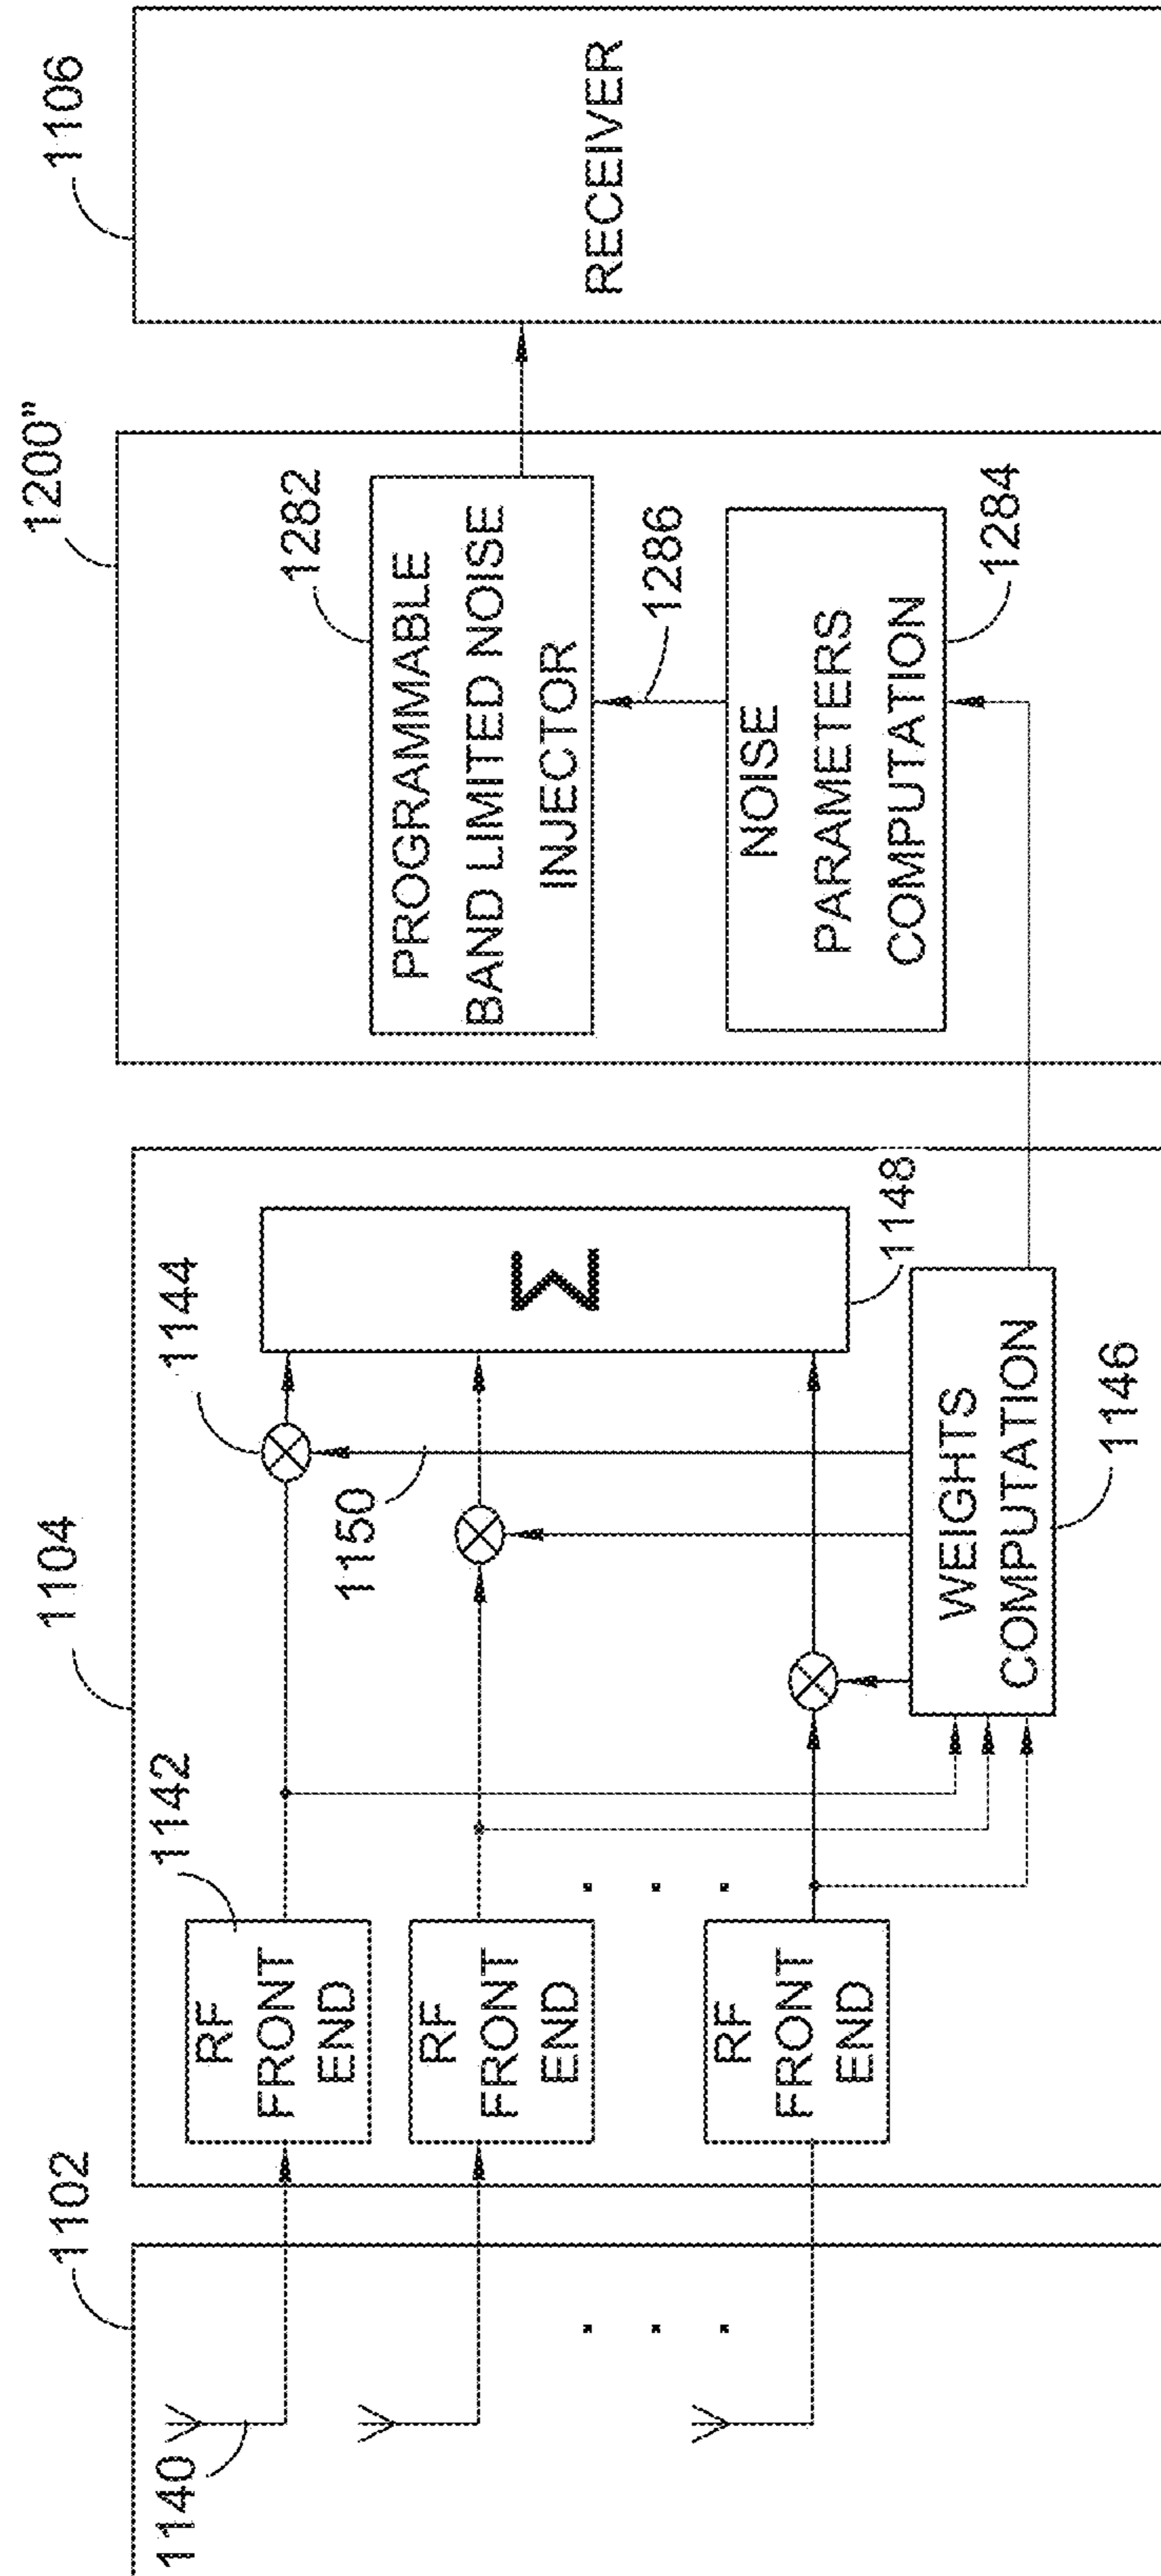 1102
1140
1104
1142
RF
FRONT
END
RF
FRONT
END
RF
FRONT
END
1144
1150
Σ
1148
WEIGHTS
COMPUTATION
1146
1200"
1282
PROGRAMMABLE
BAND LIMITED NOISE
INJECTOR
1286
NOISE
PARAMETERS
COMPUTATION
1284
1106
RECEIVER